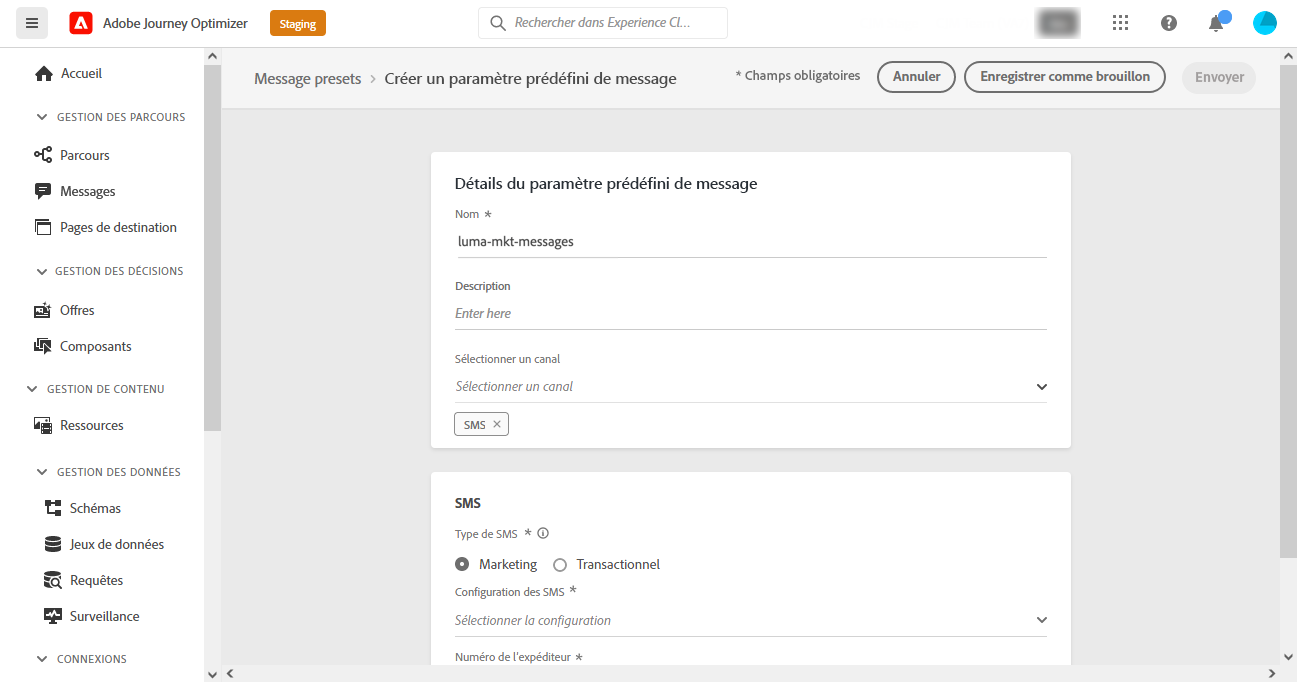 Adobe Journey Optimizer
Staging
Rechercher dans Experience Cl...
Accueil
GESTION DES PARCOURS
Parcours
Messages
Pages de destination
GESTION DES DÉCISIONS
Offres
Composants
GESTION DE CONTENU
Ressources
GESTION DES DONNÉES
Schémas
Jeux de données
Requêtes
Surveillance
CONNEXIONS
Message presets > Créer un paramètre prédéfini de message
* Champs obligatoires
Annuler
Enregistrer comme brouillon
Envoyer
Détails du paramètre prédéfini de message
Nom *
luma-mkt-messages
Description
Enter here
Sélectionner un canal
Sélectionner un canal
SMS ×
SMS
Type de SMS *
Marketing Transactionnel
Configuration des SMS *
Sélectionner la configuration
Numéro de l'expéditeur *